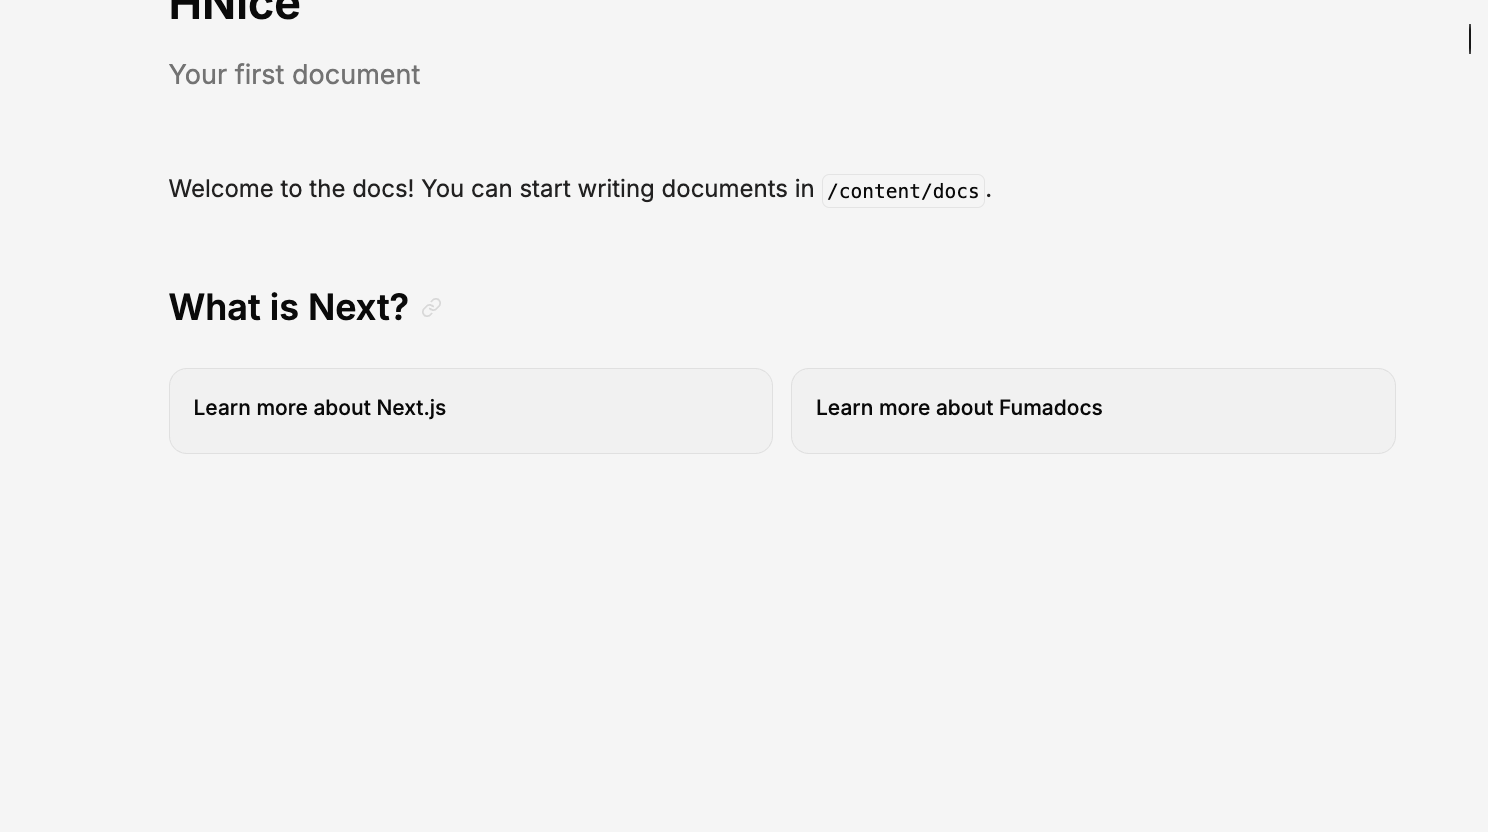 HNice
Your first document
Welcome to the docs! You can start writing documents in /content/docs.
What is Next?
Learn more about Next.js
Learn more about Fumadocs